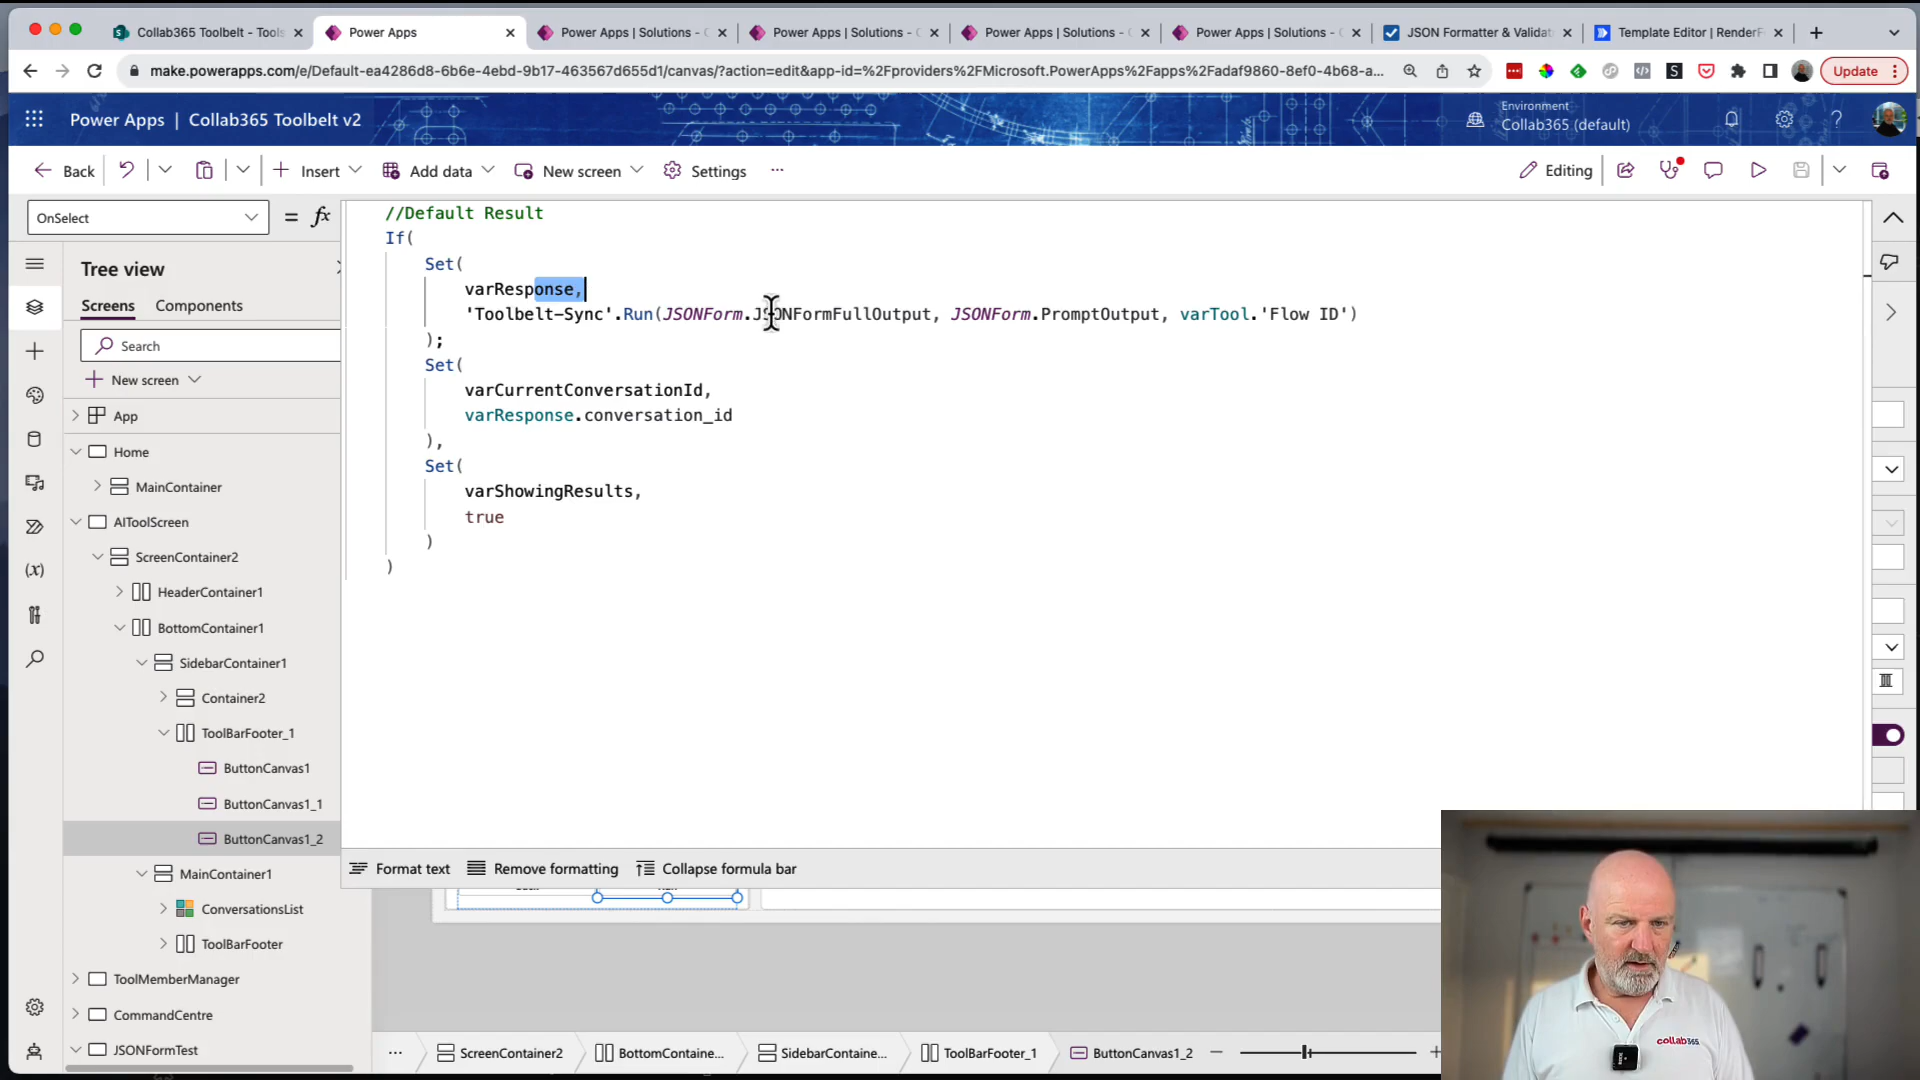 Collab365 Toolbelt - Tools
Power Apps
Power Apps | Solutions -
Power Apps | Solutions -
Power Apps | Solutions -
Power Apps | Solutions -
JSON Formatter & Validat
Template Editor | RenderF
make.powerapps.com/e/Default-ea4286d8-6b6e-4ebd-9b17-463567d655d1/canvas/?action=edit&app-id=%2Fproviders%2FMicrosoft.PowerApps%2Fapps%2Fadaf9860-8ef0-4b68-a...
Update
Power Apps | Collab365 Toolbelt v2
Environment
Collab365 (default)
Back
Insert
Add data
New screen
Settings
Editing
OnSelect
= fx
//Default Result
If(
Set(
varResponse,
'Toolbelt-Sync'.Run(JSONForm.JSONFormFullOutput, JSONForm.PromptOutput, varTool.'Flow ID')
);
Set(
varCurrentConversationId,
varResponse.conversation_id
),
Set(
varShowingResults,
true
)
)
Tree view
Screens
Components
Search
New screen
App
Home
MainContainer
AIToolScreen
ScreenContainer2
HeaderContainer1
BottomContainer1
SidebarContainer1
Container2
ToolBarFooter_1
ButtonCanvas1
ButtonCanvas1_1
ButtonCanvas1_2
MainContainer1
ConversationsList
ToolBarFooter
ToolMemberManager
CommandCentre
JSONFormTest
Format text
Remove formatting
Collapse formula bar
ScreenContainer2
BottomContaine...
SidebarContaine...
ToolBarFooter_1
ButtonCanvas1_2
collab365